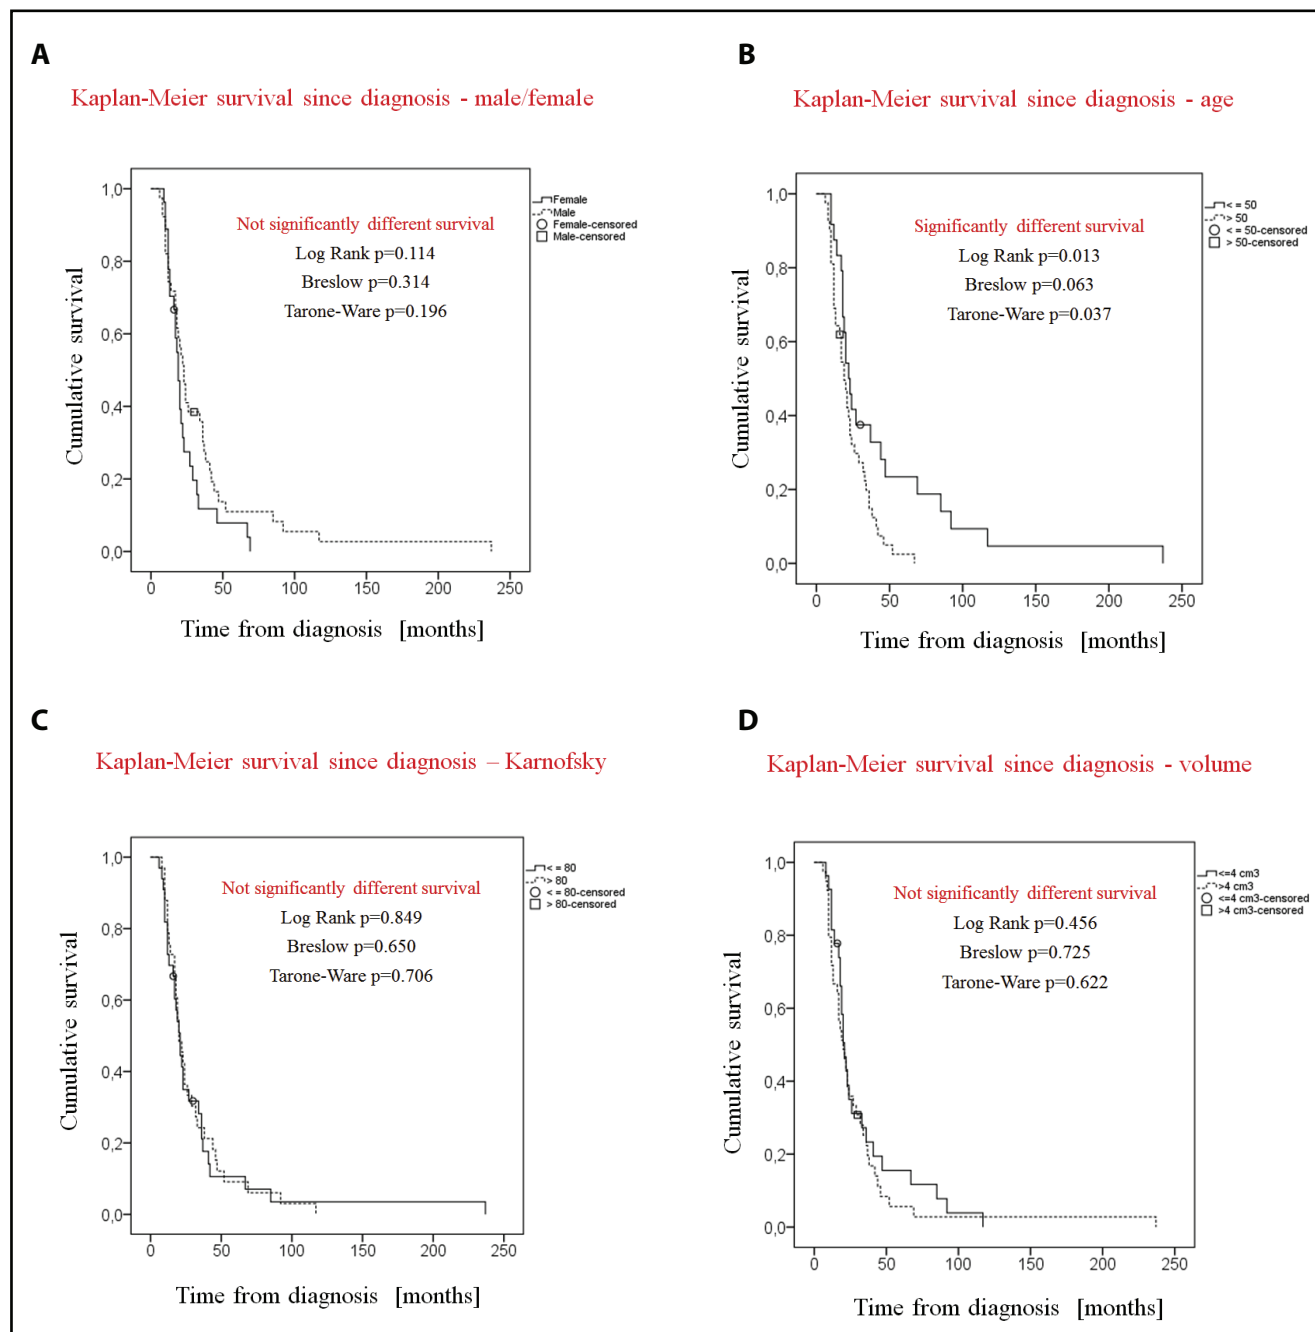 A
Kaplan-Meier survival since diagnosis - male/female
Cumulative survival
1,0
0,8
0,6
0,4
0,2
0,0
0 50 100 150 200 250
Time from diagnosis [months]
Not significantly different survival
Log Rank p=0.114
Breslow p=0.314
Tarone-Ware p=0.196
Female
Male
Female-censored
Male-censored
B
Kaplan-Meier survival since diagnosis - age
Cumulative survival
1,0
0,8
0,6
0,4
0,2
0,0
0 50 100 150 200 250
Time from diagnosis [months]
Significantly different survival
Log Rank p=0.013
Breslow p=0.063
Tarone-Ware p=0.037
< = 50
> 50
< = 50-censored
> 50-censored
C
Kaplan-Meier survival since diagnosis – Karnofsky
Cumulative survival
1,0
0,8
0,6
0,4
0,2
0,0
0 50 100 150 200 250
Time from diagnosis [months]
Not significantly different survival
Log Rank p=0.849
Breslow p=0.650
Tarone-Ware p=0.706
< = 80
> 80
< = 80-censored
> 80-censored
D
Kaplan-Meier survival since diagnosis - volume
Cumulative survival
1,0
0,8
0,6
0,4
0,2
0,0
0 50 100 150 200 250
Time from diagnosis [months]
Not significantly different survival
Log Rank p=0.456
Breslow p=0.725
Tarone-Ware p=0.622
<=4 cm3
>4 cm3
<=4 cm3-censored
>4 cm3-censored